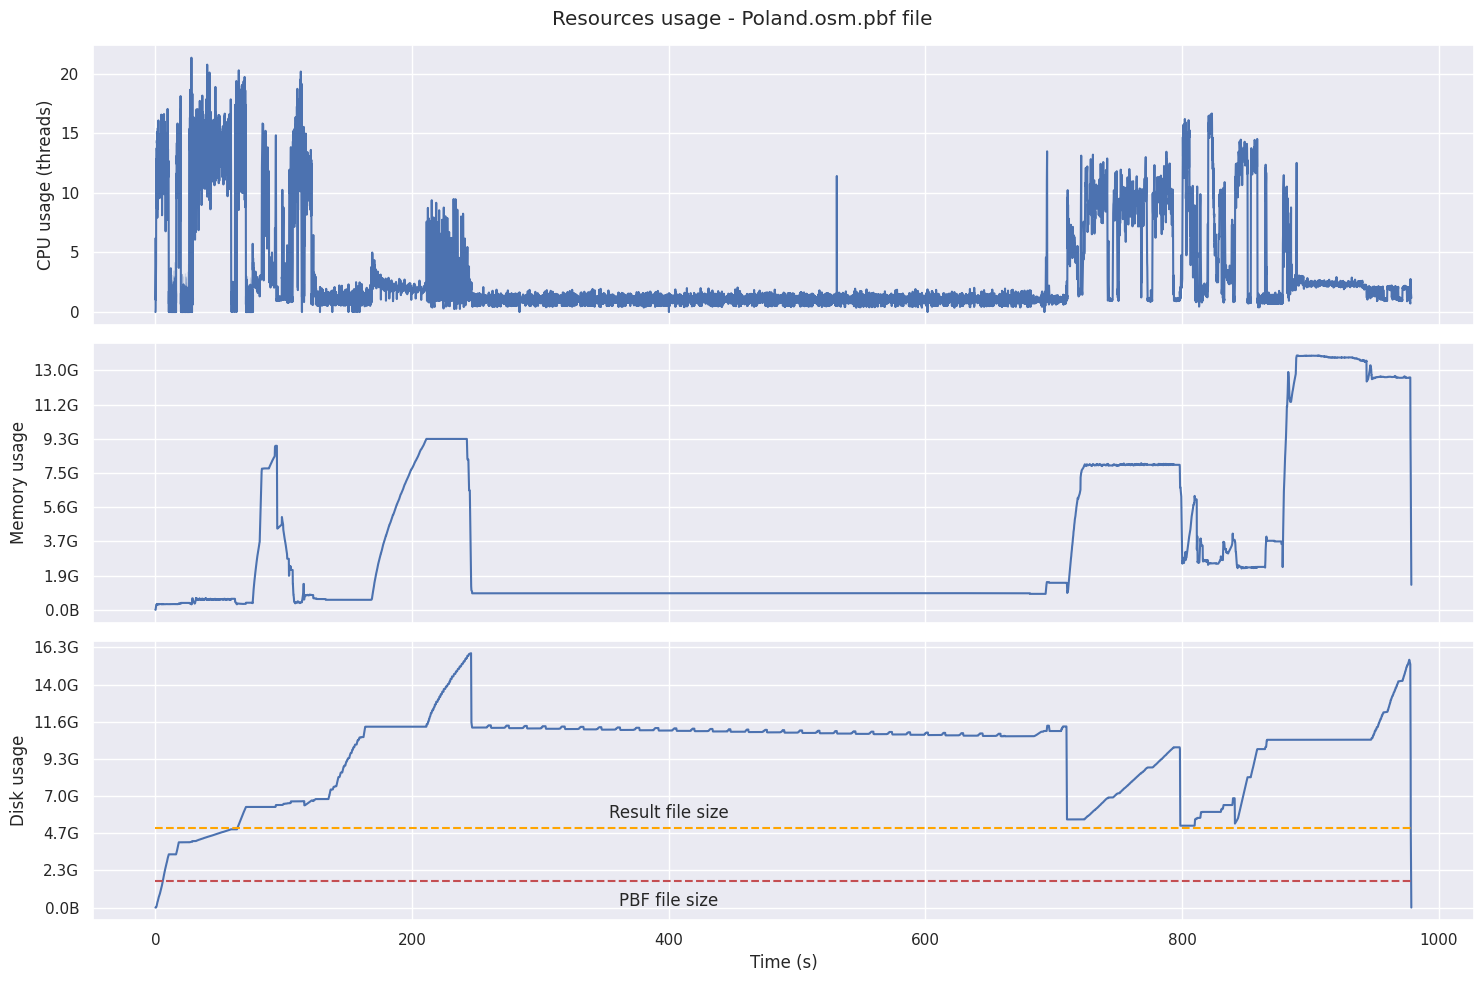 Resources usage - Poland.osm.pbf file
CPU usage (threads)
20
15
10
5
0
Memory usage
13.0G
11.2G
9.3G
7.5G
5.6G
3.7G
1.9G
0.0B
Disk usage
16.3G
14.0G
11.6G
9.3G
7.0G
4.7G
2.3G
0.0B
Result file size
PBF file size
0 200 400 600 800 1000
Time (s)